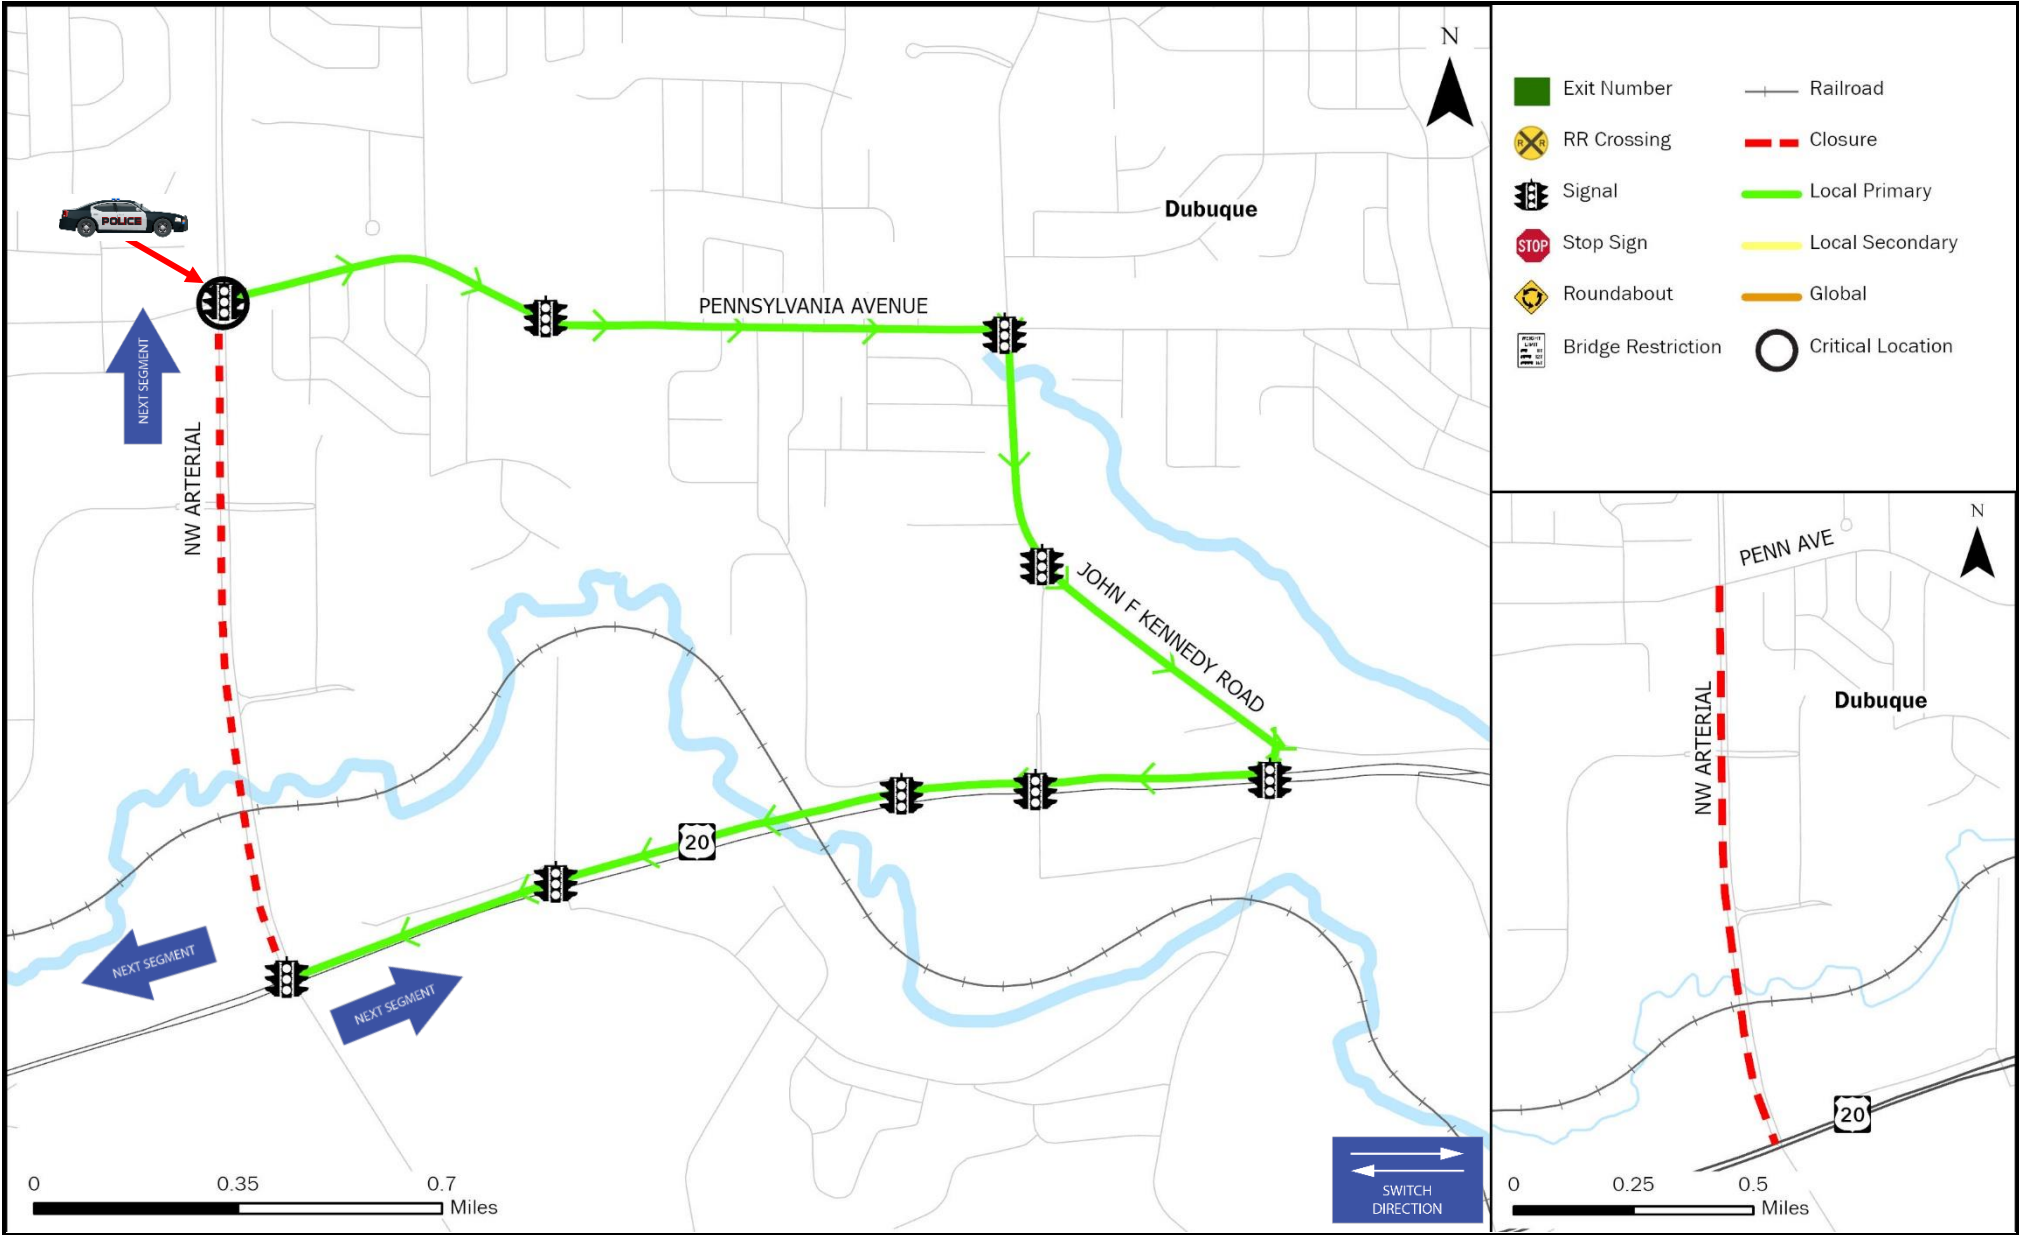 N
Dubuque
POLICE
PENNSYLVANIA AVENUE
NEXT SEGMENT
NW ARTERIAL
JOHN F KENNEDY ROAD
20
NEXT SEGMENT
NEXT SEGMENT
0 0.35 0.7
Miles
SWITCH
DIRECTION
Exit Number
Railroad
R R
RR Crossing
Closure
Signal
Local Primary
STOP
Stop Sign
Local Secondary
Roundabout
Global
WEIGHT
LIMIT
Bridge Restriction
Critical Location
N
PENN AVE
Dubuque
NW ARTERIAL
20
0 0.25 0.5
Miles